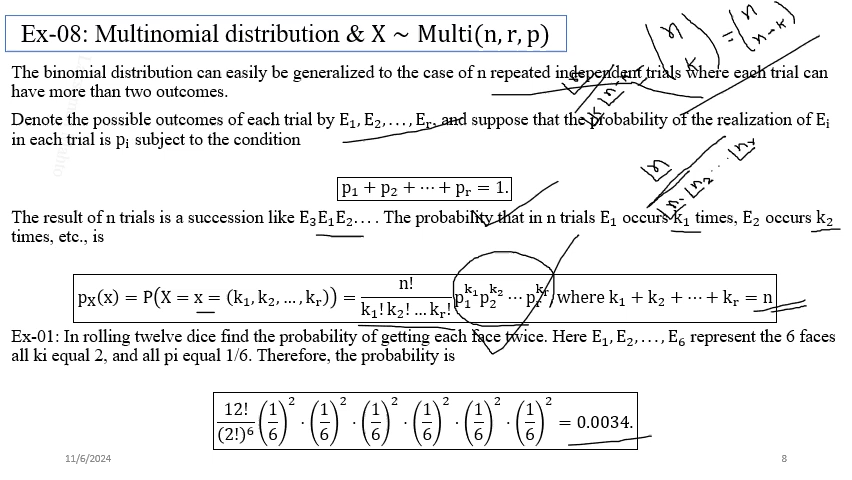 Ex-08: Multinomial distribution & X ~ Multi(n, r, p)
(n k) = (n n-k)
The binomial distribution can easily be generalized to the case of n repeated independent trials where each trial can
have more than two outcomes.
Denote the possible outcomes of each trial by E₁, E₂, …, Eᵣ, and suppose that the probability of the realization of Eᵢ
in each trial is pᵢ subject to the condition
p₁ + p₂ + ⋯ + pᵣ = 1.
The result of n trials is a succession like E₃E₁E₂…. The probability that in n trials E₁ occurs k₁ times, E₂ occurs k₂
times, etc., is
pₓ(x) = P(X = x = (k₁, k₂, …, kᵣ)) = n! / (k₁! k₂! … kᵣ!) p₁^k₁ p₂^k₂ ⋯ pᵣ^kᵣ, where k₁ + k₂ + ⋯ + kᵣ = n
Ex-01: In rolling twelve dice find the probability of getting each face twice. Here E₁, E₂, …, E₆ represent the 6 faces
all ki equal 2, and all pi equal 1/6. Therefore, the probability is
12!/(2!)⁶ (1/6)² · (1/6)² · (1/6)² · (1/6)² · (1/6)² · (1/6)² = 0.0034.
11/6/2024
8